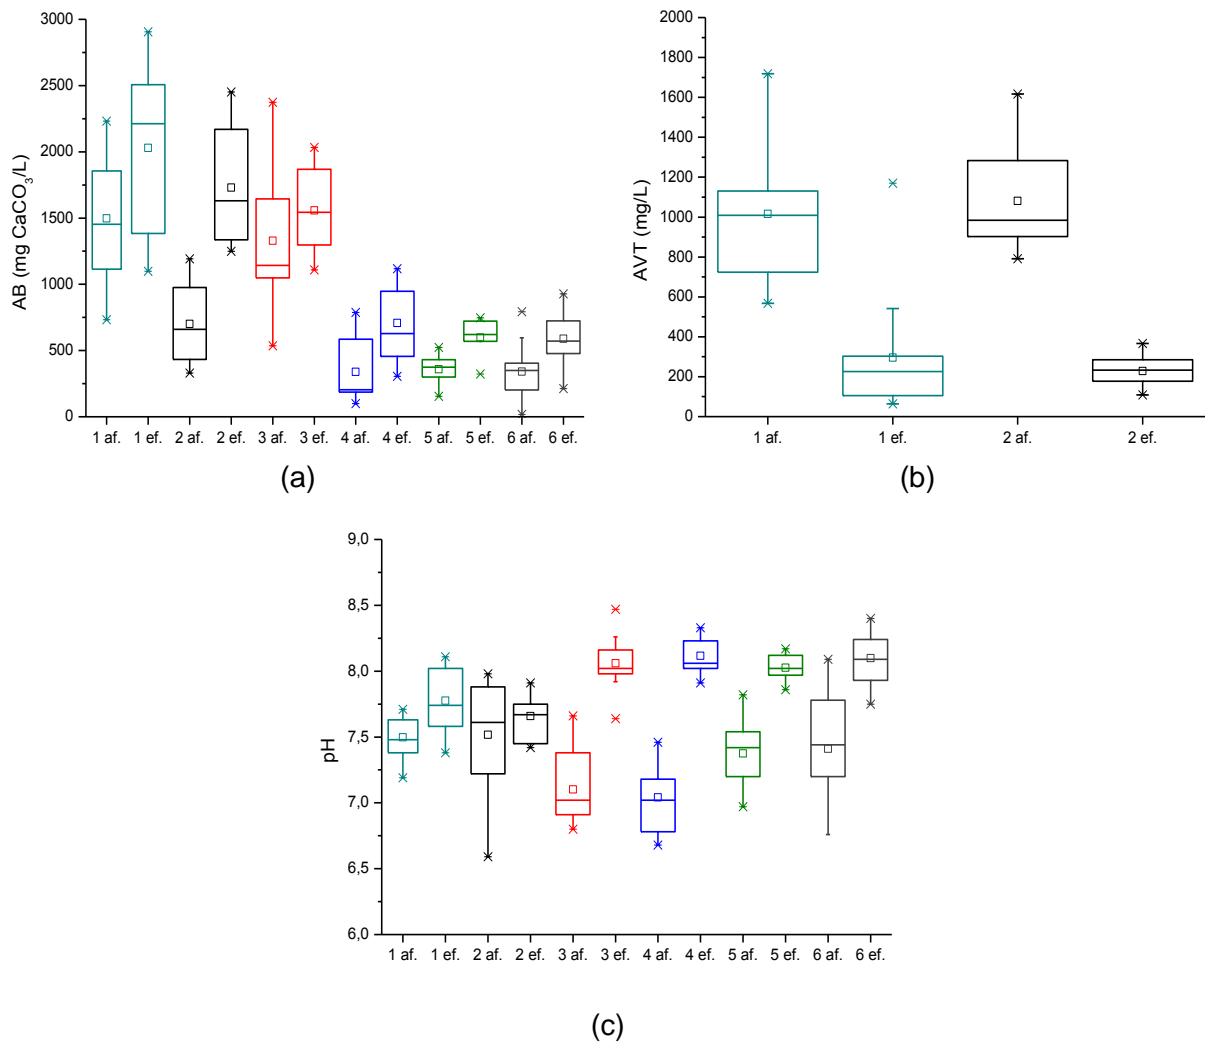 3000
2500
2000
1500
1000
500
0
AB (mg CaCO₃/L)
1 af. 1 ef. 2 af. 2 ef. 3 af. 3 ef. 4 af. 4 ef. 5 af. 5 ef. 6 af. 6 ef.
(a)
2000
1800
1600
1400
1200
1000
800
600
400
200
0
AVT (mg/L)
1 af. 1 ef. 2 af. 2 ef.
(b)
9,0
8,5
8,0
7,5
7,0
6,5
6,0
pH
1 af. 1 ef. 2 af. 2 ef. 3 af. 3 ef. 4 af. 4 ef. 5 af. 5 ef. 6 af. 6 ef.
(c)